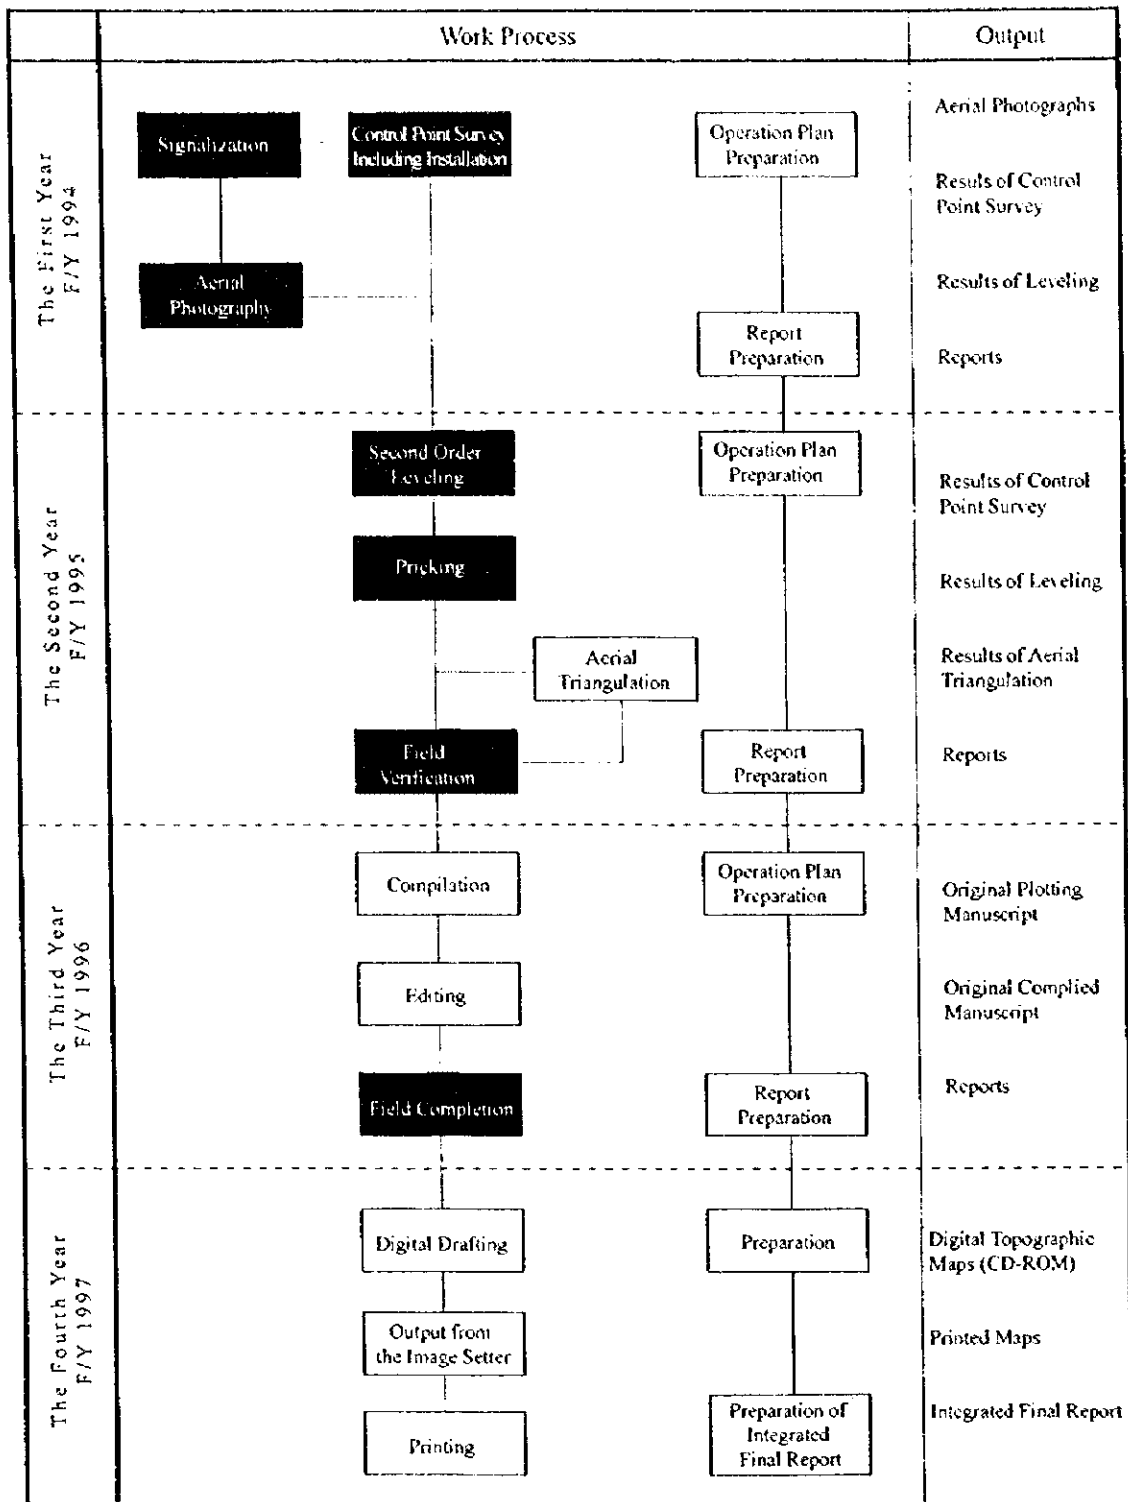 Work Process
Output
The First Year
F/Y 1994
Signalization
Control Point Survey
Including Installation
Operation Plan
Preparation
Aerial
Photography
Report
Preparation
Aerial Photographs
Results of Control
Point Survey
Results of Leveling
Reports
The Second Year
F/Y 1995
Second Order
Leveling
Operation Plan
Preparation
Pricking
Aerial
Triangulation
Field
Verification
Report
Preparation
Results of Control
Point Survey
Results of Leveling
Results of Aerial
Triangulation
Reports
The Third Year
F/Y 1996
Compilation
Operation Plan
Preparation
Editing
Field Completion
Report
Preparation
Original Plotting
Manuscript
Original Complied
Manuscript
Reports
The Fourth Year
F/Y 1997
Digital Drafting
Preparation
Output from
the Image Setter
Printing
Preparation of
Integrated
Final Report
Digital Topographic
Maps (CD-ROM)
Printed Maps
Integrated Final Report